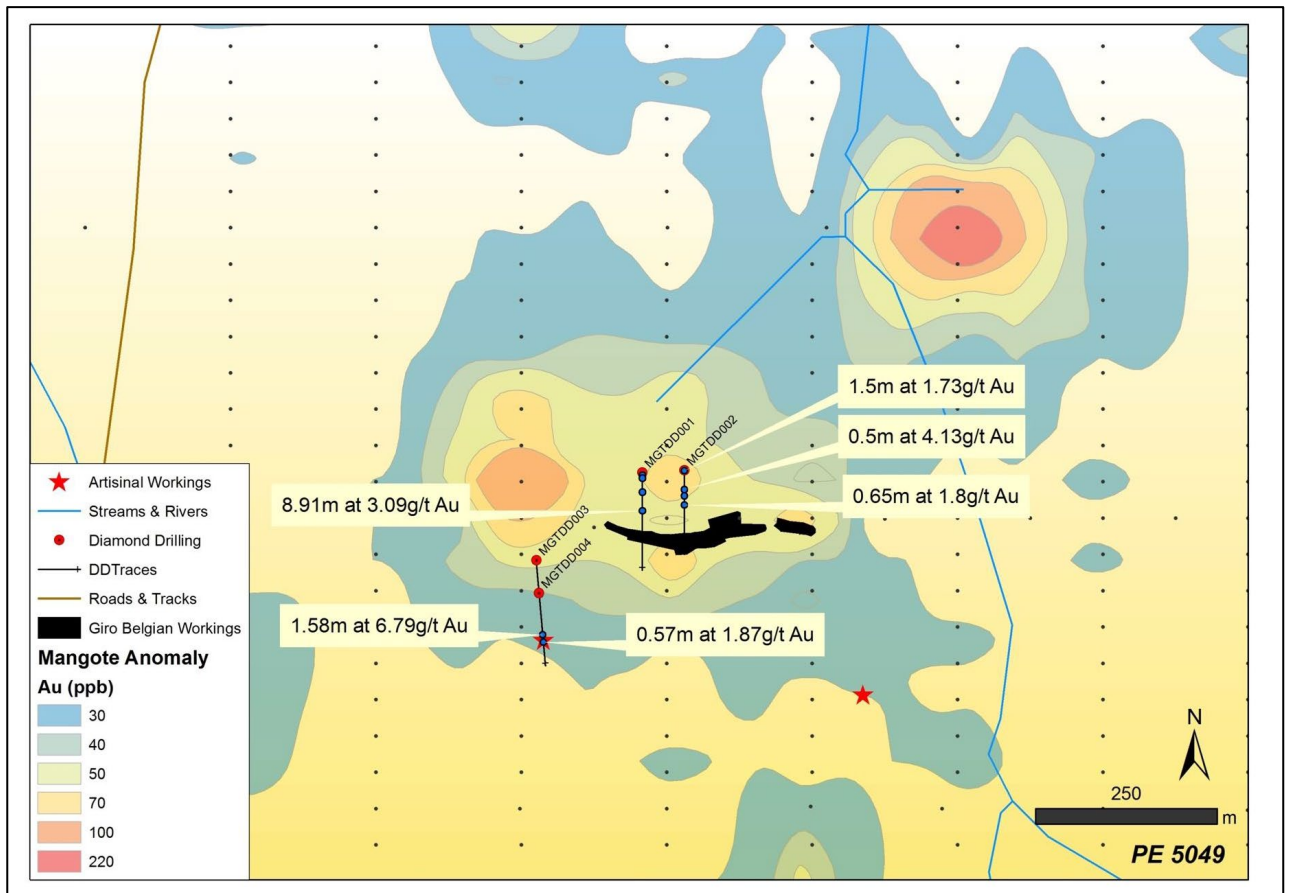 1.5m at 1.73g/t Au
0.5m at 4.13g/t Au
0.65m at 1.8g/t Au
8.91m at 3.09g/t Au
MGTDD001
MGTDD002
MGTDD003
MGTDD004
1.58m at 6.79g/t Au
0.57m at 1.87g/t Au
Artisinal Workings
Streams & Rivers
Diamond Drilling
DDTraces
Roads & Tracks
Giro Belgian Workings
Mangote Anomaly
Au (ppb)
30
40
50
70
100
220
N
250
m
PE 5049